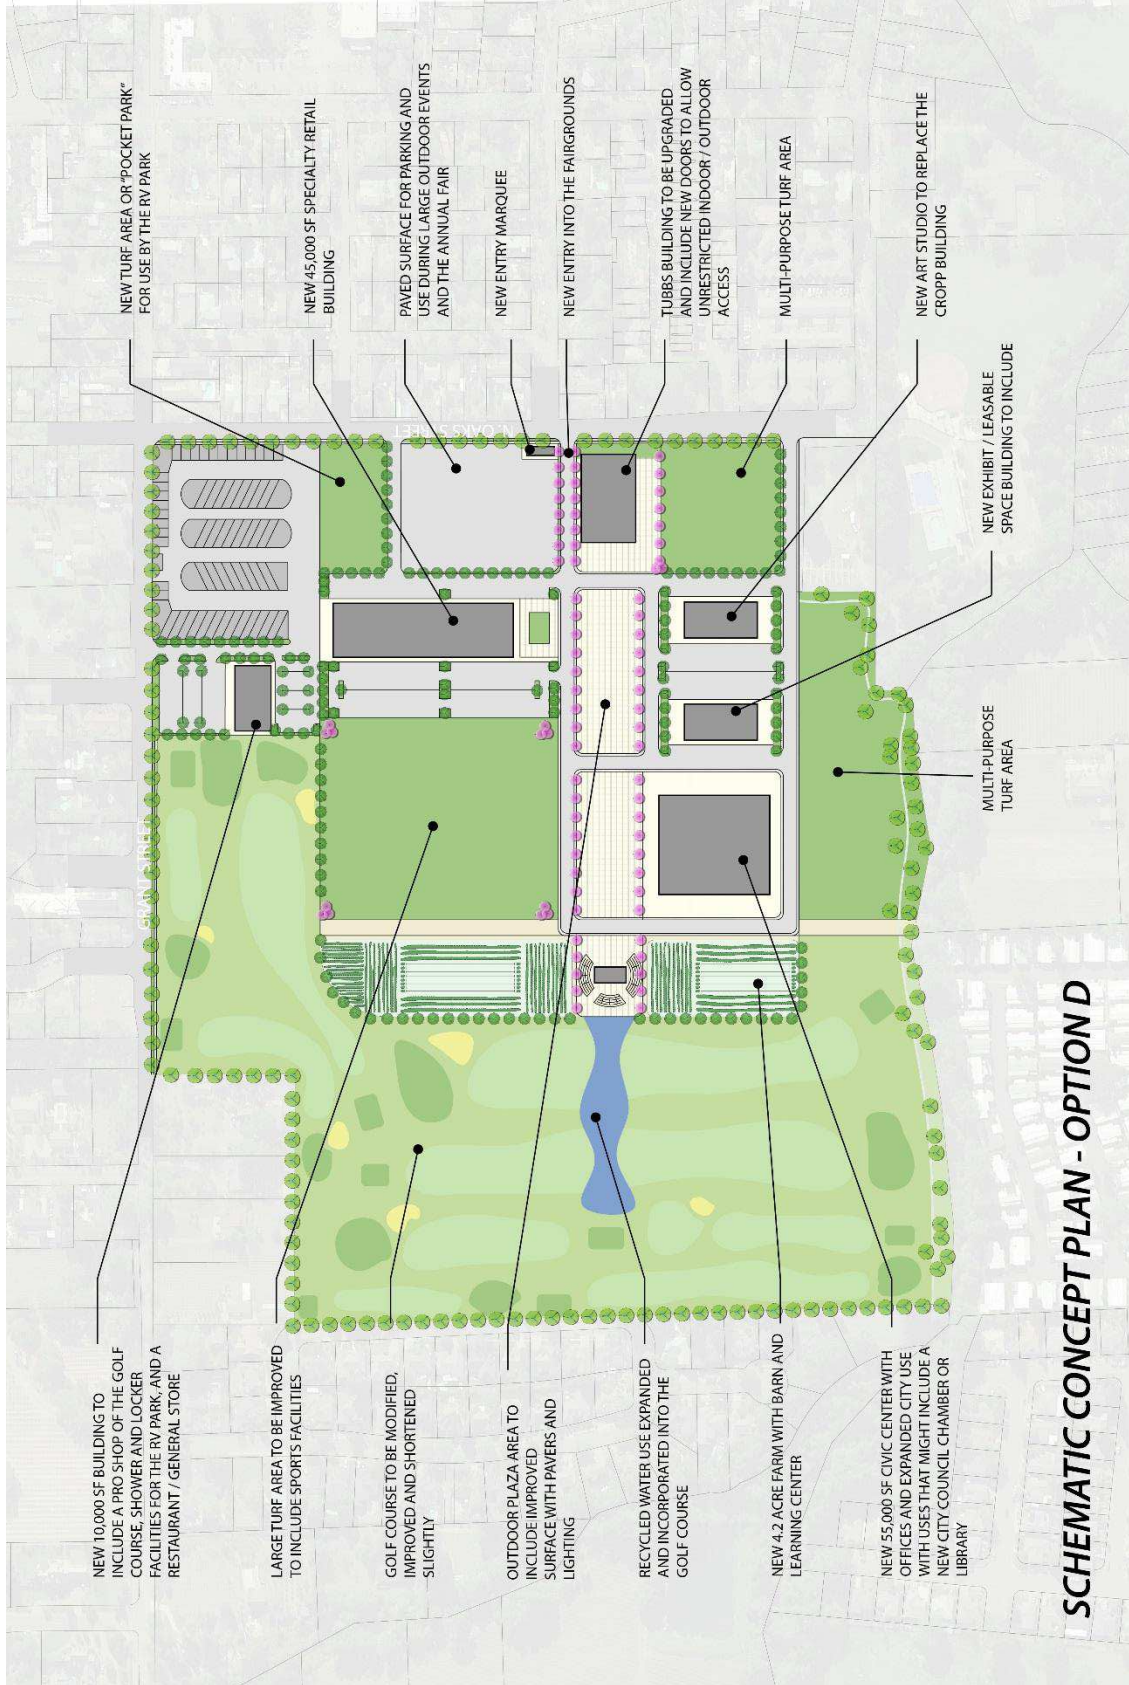 NEW 10,000 SF BUILDING TO
INCLUDE A PRO SHOP OF THE GOLF
COURSE, SHOWER AND LOCKER
FACILITIES FOR THE RV PARK, AND A
RESTAURANT / GENERAL STORE
LARGE TURF AREA TO BE IMPROVED
TO INCLUDE SPORTS FACILITIES
GOLF COURSE TO BE MODIFIED,
IMPROVED AND SHORTENED
SLIGHTLY
OUTDOOR PLAZA AREA TO
INCLUDE IMPROVED
SURFACE WITH PAVERS AND
LIGHTING
RECYCLED WATER USE EXPANDED
AND INCORPORATED INTO THE
GOLF COURSE
NEW 4.2 ACRE FARM WITH BARN AND
LEARNING CENTER
NEW 55,000 SF CIVIC CENTER WITH
OFFICES AND EXPANDED CITY USE
WITH USES THAT MIGHT INCLUDE A
NEW CITY COUNCIL CHAMBER OR
LIBRARY
BRANT STREET
N. OAKS STREET
NEW TURF AREA OR "POCKET PARK"
FOR USE BY THE RV PARK
NEW 45,000 SF SPECIALTY RETAIL
BUILDING
PAVED SURFACE FOR PARKING AND
USE DURING LARGE OUTDOOR EVENTS
AND THE ANNUAL FAIR
NEW ENTRY MARQUEE
NEW ENTRY INTO THE FAIRGROUNDS
TUBBS BUILDING TO BE UPGRADED
AND INCLUDE NEW DOORS TO ALLOW
UNRESTRICTED INDOOR / OUTDOOR
ACCESS
MULTI-PURPOSE TURF AREA
NEW ART STUDIO TO REPLACE THE
CROPP BUILDING
NEW EXHIBIT / LEASABLE
SPACE BUILDING TO INCLUDE
MULTI-PURPOSE
TURF AREA
SCHEMATIC CONCEPT PLAN - OPTION D